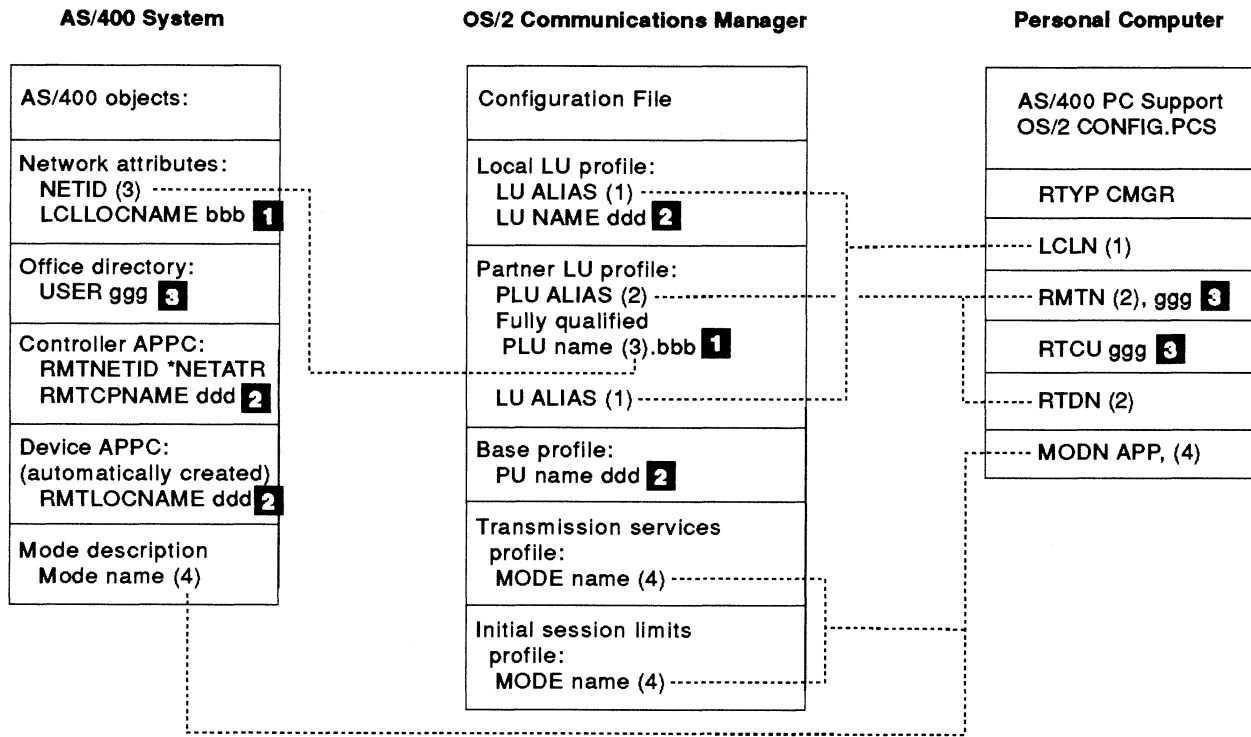 AS/400 System
AS/400 objects:
Network attributes:
NETID (3)
LCLLOCNAME bbb 1
Office directory:
USER ggg 3
Controller APPC:
RMTNETID *NETATR
RMTCPNAME ddd 2
Device APPC:
(automatically created)
RMTLOCNAME ddd 2
Mode description
Mode name (4)
OS/2 Communications Manager
Configuration File
Local LU profile:
LU ALIAS (1)
LU NAME ddd 2
Partner LU profile:
PLU ALIAS (2)
Fully qualified
PLU name (3).bbb 1
LU ALIAS (1)
Base profile:
PU name ddd 2
Transmission services
profile:
MODE name (4)
Initial session limits
profile:
MODE name (4)
Personal Computer
AS/400 PC Support
OS/2 CONFIG.PCS
RTYP CMGR
LCLN (1)
RMTN (2), ggg 3
RTCU ggg 3
RTDN (2)
MODN APP, (4)